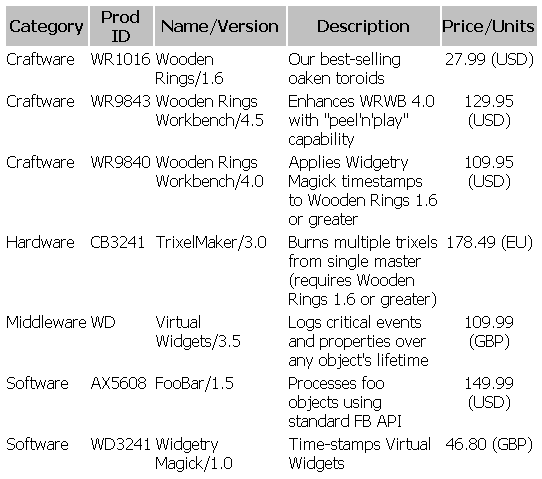 Category Prod ID Name/Version Description Price/Units
Craftware WR1016 Wooden Rings/1.6 Our best-selling oaken toroids 27.99 (USD)
Craftware WR9843 Wooden Rings Workbench/4.5 Enhances WRWB 4.0 with "peel'n'play" capability 129.95 (USD)
Craftware WR9840 Wooden Rings Workbench/4.0 Applies Widgetry Magick timestamps to Wooden Rings 1.6 or greater 109.95 (USD)
Hardware CB3241 TrixelMaker/3.0 Burns multiple trixels from single master (requires Wooden Rings 1.6 or greater) 178.49 (EU)
Middleware WD Virtual Widgets/3.5 Logs critical events and properties over any object's lifetime 109.99 (GBP)
Software AX5608 FooBar/1.5 Processes foo objects using standard FB API 149.99 (USD)
Software WD3241 Widgetry Magick/1.0 Time-stamps Virtual Widgets 46.80 (GBP)